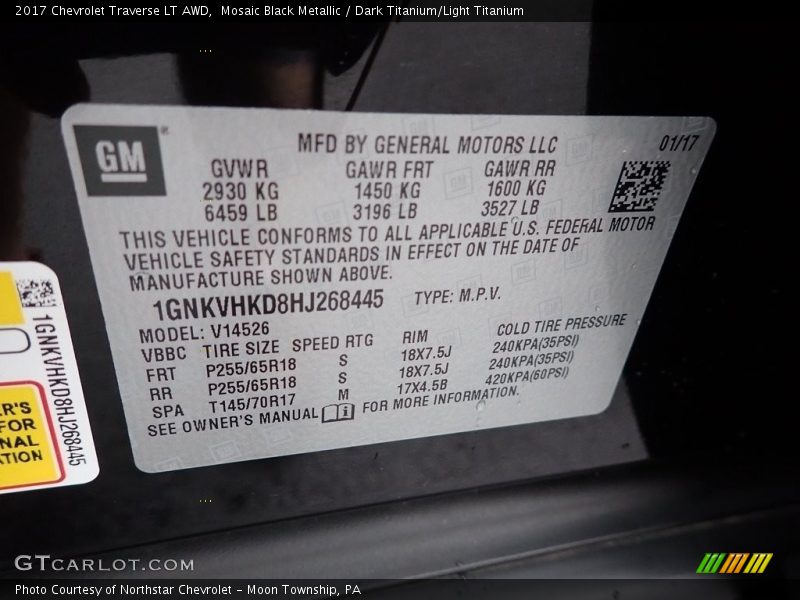 2017 Chevrolet Traverse LT AWD, Mosaic Black Metallic / Dark Titanium/Light Titanium
GM
MFD BY GENERAL MOTORS LLC 01/17
GVWR GAWR FRT GAWR RR
2930 KG 1450 KG 1600 KG
6459 LB 3196 LB 3527 LB
THIS VEHICLE CONFORMS TO ALL APPLICABLE U.S. FEDERAL MOTOR
VEHICLE SAFETY STANDARDS IN EFFECT ON THE DATE OF
MANUFACTURE SHOWN ABOVE.
1GNKVHKD8HJ268445 TYPE: M.P.V.
MODEL: V14526
VBBC TIRE SIZE SPEED RTG RIM COLD TIRE PRESSURE
FRT P255/65R18 S 18X7.5J 240KPA(35PSI)
RR P255/65R18 S 18X7.5J 240KPA(35PSI)
SPA T145/70R17 M 17X4.5B 420KPA(60PSI)
SEE OWNER'S MANUAL FOR MORE INFORMATION.
1GNKVHKD8HJ268445
ER'S
FOR
NAL
ATION
GTCARLOT.COM
Photo Courtesy of Northstar Chevrolet – Moon Township, PA